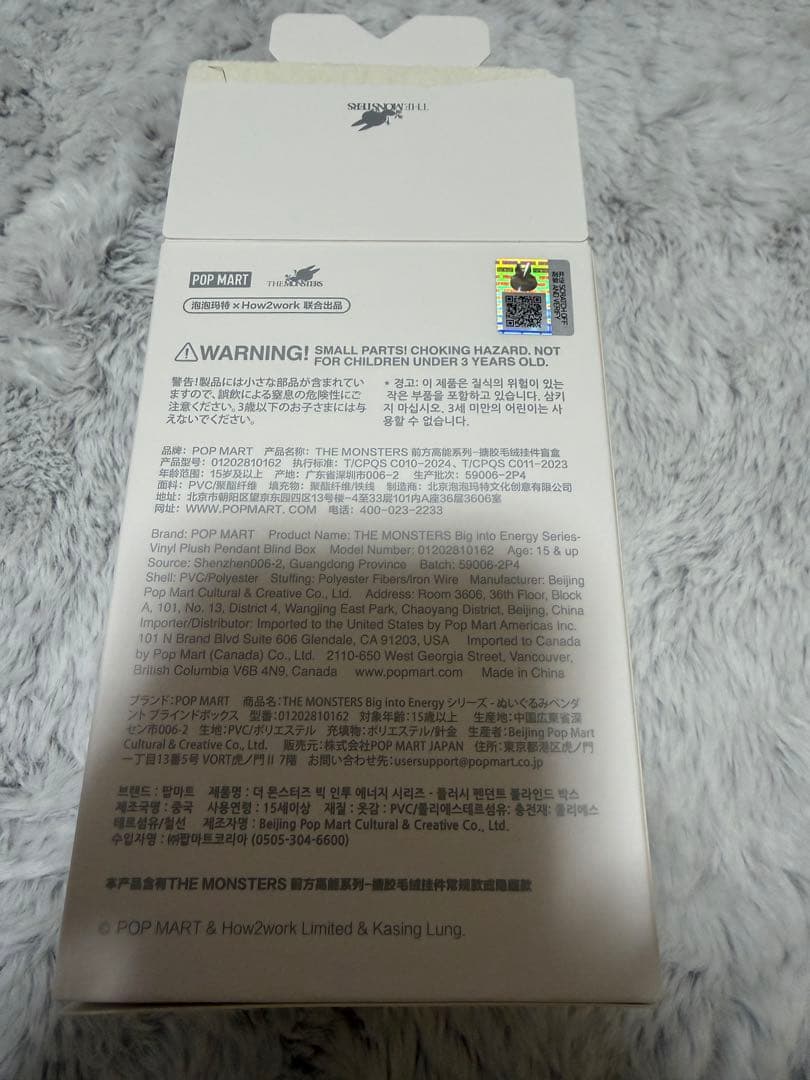 THE MONSTERS
POP MART THE MONSTERS
泡泡玛特 × How2work 联合出品
刮开涂层 查验真伪 SCRATCH OFF AND VERIFY
WARNING! SMALL PARTS! CHOKING HAZARD. NOT
FOR CHILDREN UNDER 3 YEARS OLD.
警告!製品には小さな部品が含まれてい
ますので、誤飲による窒息の危険性にご
注意ください。3歳以下のお子さまには与
えないでください。
* 경고: 이 제품은 질식의 위험이 있는
작은 부품을 포함하고 있습니다. 삼키
지 마십시오. 3세 미만의 어린이는 사
용할 수 없습니다.
品牌: POP MART 产品名称: THE MONSTERS 前方高能系列-搪胶毛绒挂件盲盒
产品型号: 01202810162 执行标准: T/CPQS C010-2024、T/CPQS C011-2023
年龄范围: 15岁及以上 产地: 广东省深圳市006-2 生产批次: 59006-2P4
面料: PVC/聚酯纤维 填充物: 聚酯纤维/铁线 制造商: 北京泡泡玛特文化创意有限公司
地址: 北京市朝阳区望京东园四区13号楼-4至33层101内A座36层3606室
网址: WWW.POPMART. COM 电话: 400-023-2233
Brand: POP MART Product Name: THE MONSTERS Big into Energy Series-
Vinyl Plush Pendant Blind Box Model Number: 01202810162 Age: 15 & up
Source: Shenzhen006-2, Guangdong Province Batch: 59006-2P4
Shell: PVC/Polyester Stuffing: Polyester Fibers/Iron Wire Manufacturer: Beijing
Pop Mart Cultural & Creative Co., Ltd. Address: Room 3606, 36th Floor, Block
A, 101, No. 13, District 4, Wangjing East Park, Chaoyang District, Beijing, China
Importer/Distributor: Imported to the United States by Pop Mart Americas Inc.
101 N Brand Blvd Suite 606 Glendale, CA 91203, USA Imported to Canada
by Pop Mart (Canada) Co., Ltd. 2110-650 West Georgia Street, Vancouver,
British Columbia V6B 4N9, Canada www.popmart.com Made in China
ブランド:POP MART 商品名:THE MONSTERS Big into Energy シリーズ - ぬいぐるみペンダ
ント ブラインドボックス 型番:01202810162 対象年齢:15歳以上 生産地:中国広東省深
セン市006-2 生地:PVC/ポリエステル 充填物:ポリエステル/針金 生産者:Beijing Pop Mart
Cultural & Creative Co., Ltd. 販売元:株式会社POP MART JAPAN 住所:東京都港区虎ノ門
一丁目13番5号 VORT虎ノ門Ⅱ 7階 お問い合わせ先:usersupport@popmart.co.jp
브랜드 : 팝마트 제품명 : 더 몬스터즈 빅 인투 에너지 시리즈 - 플러시 펜던트 블라인드 박스
제조국명 : 중국 사용연령 : 15세이상 재질 : 옷감 : PVC/폴리에스테르섬유; 충전재: 폴리에스
테르섬유/철선 제조자명 : Beijing Pop Mart Cultural & Creative Co., Ltd.
수입자명 : ㈜팝마트코리아 (0505-304-6600)
本产品含有THE MONSTERS 前方高能系列-搪胶毛绒挂件常规款或隐藏款
© POP MART & How2work Limited & Kasing Lung.